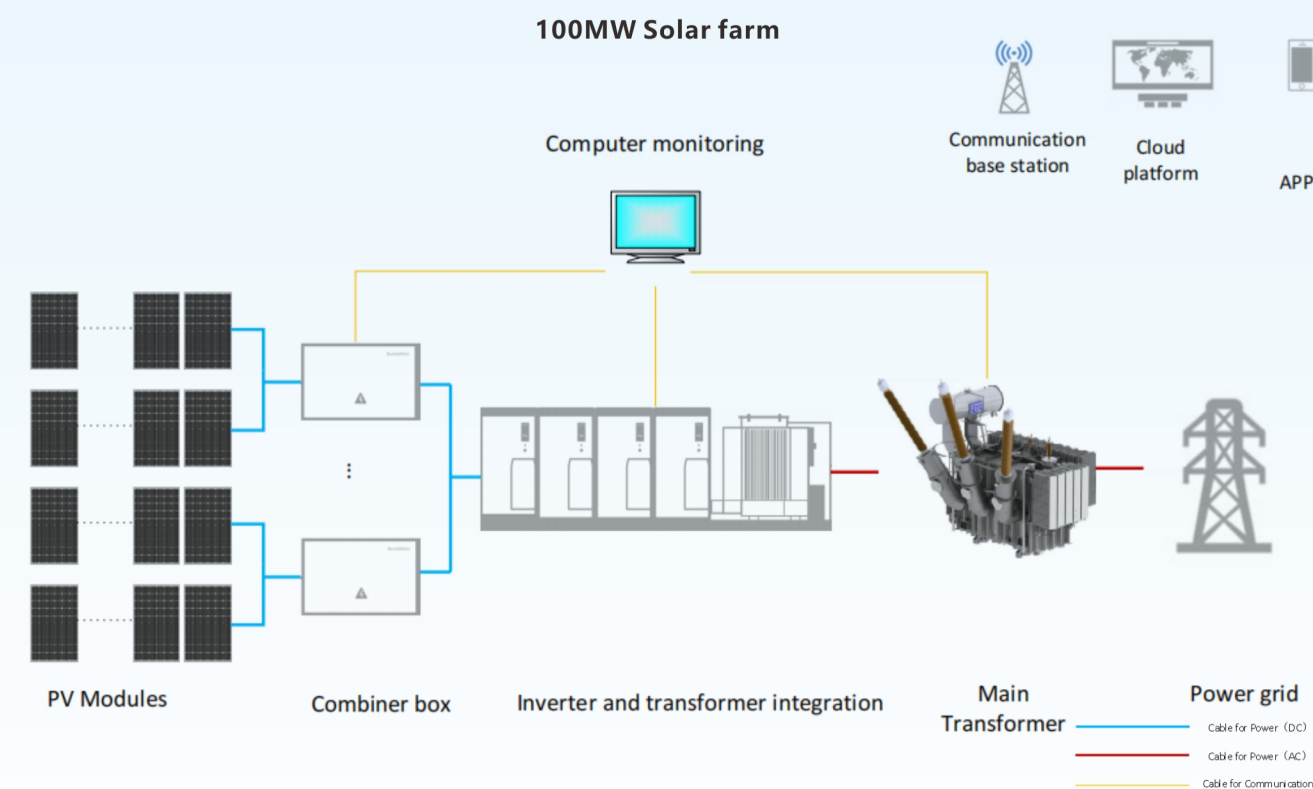 100MW Solar farm
Communication
base station
Cloud
platform
APP
Computer monitoring
PV Modules
Combiner box
Inverter and transformer integration
Main
Transformer
Power grid
Cable for Power（DC）
Cable for Power（AC）
Cable for Communication